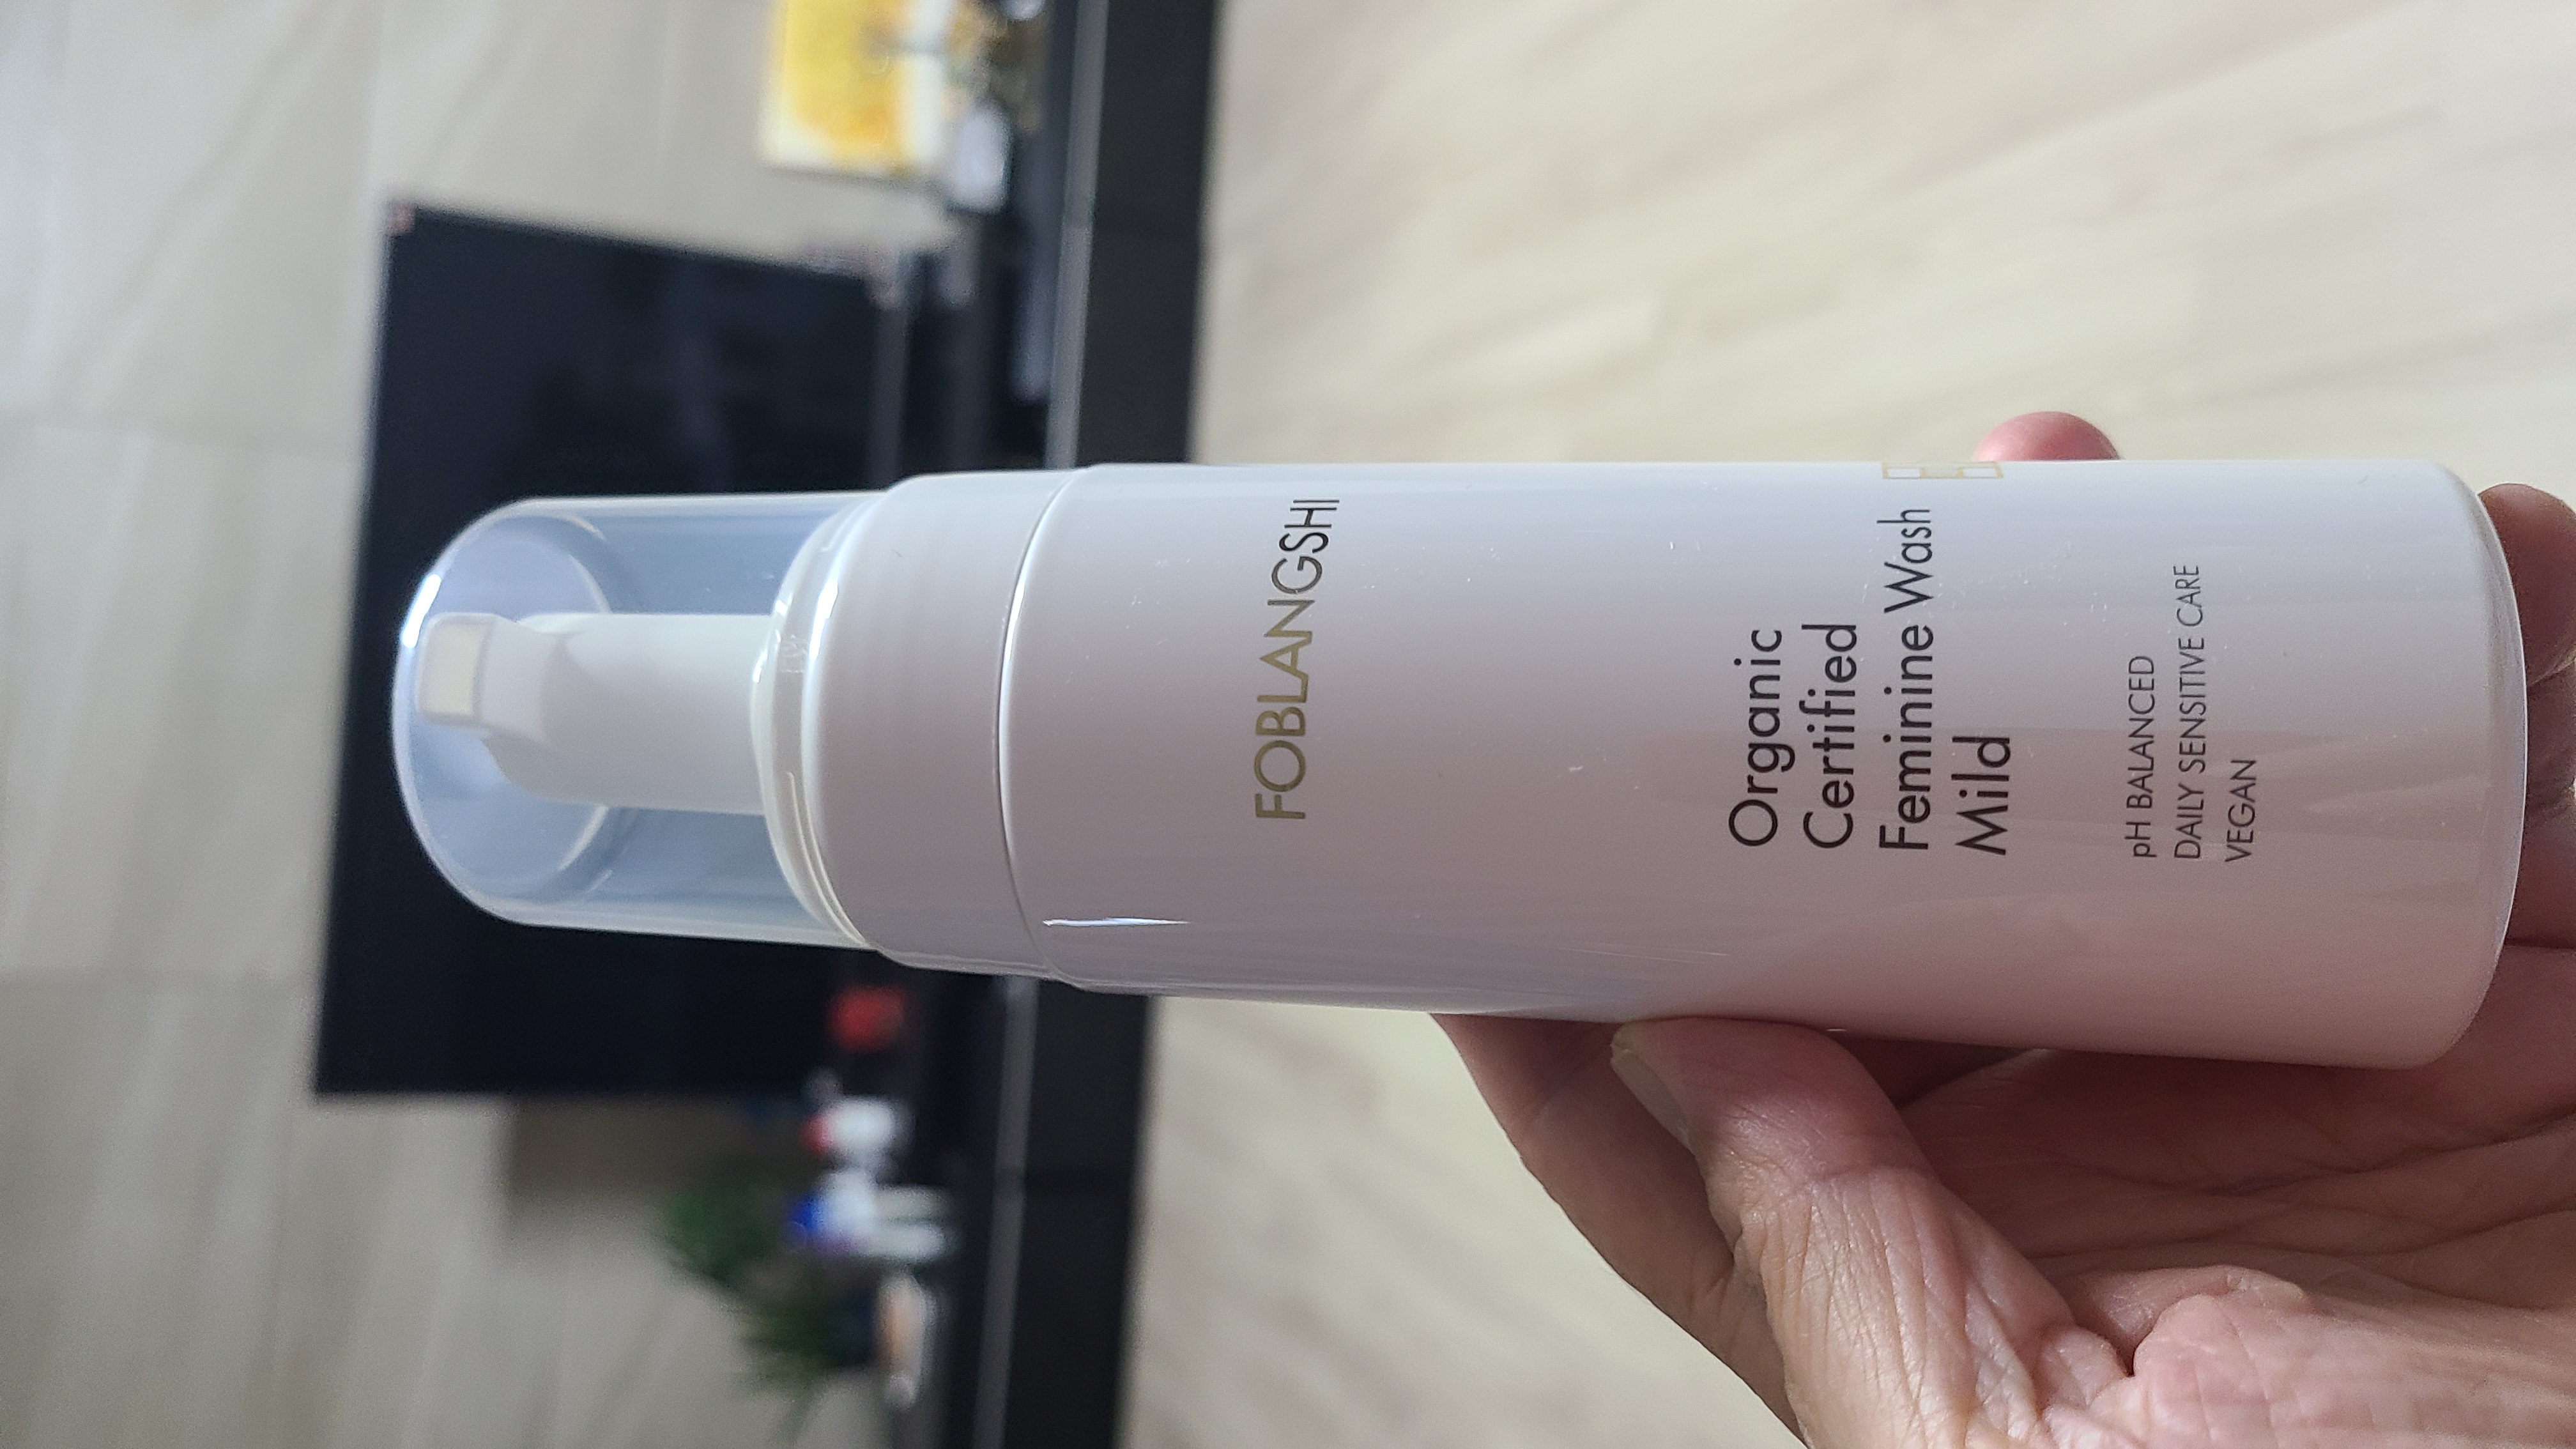 FOBLANGSHI
Organic
Certified
Feminine Wash
Mild
pH BALANCED
DAILY SENSITIVE CARE
VEGAN